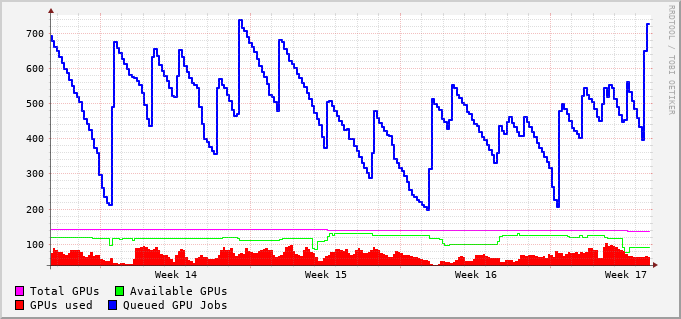 RRDTOOL / TOBI OETIKER
700
600
500
400
300
200
100
Week 14 Week 15 Week 16 Week 17
Total GPUs Available GPUs
GPUs used Queued GPU Jobs